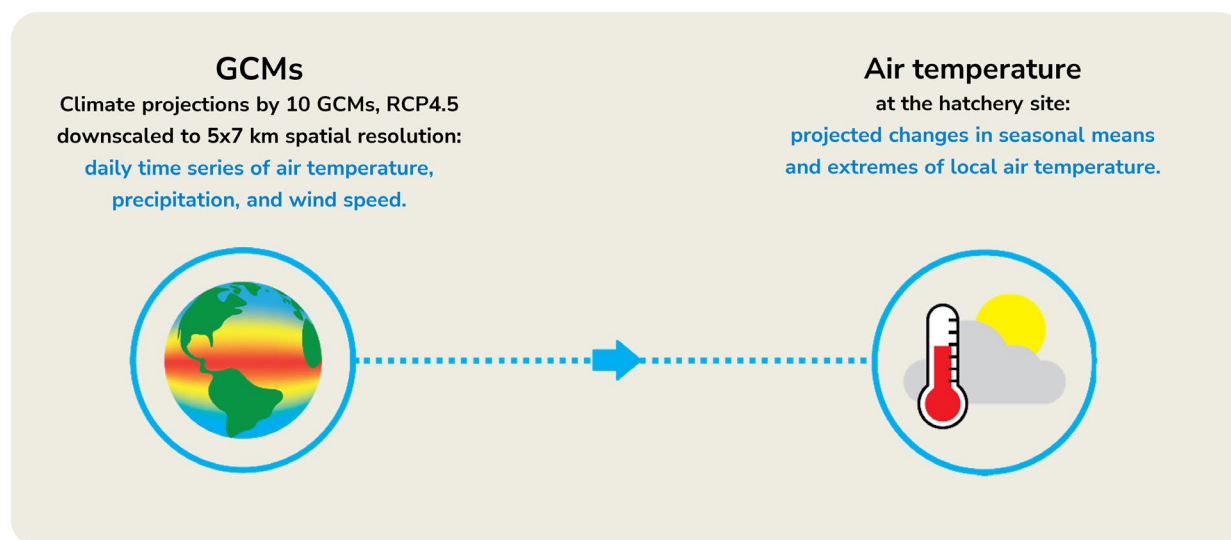 GCMs
Climate projections by 10 GCMs, RCP4.5
downscaled to 5x7 km spatial resolution:
daily time series of air temperature,
precipitation, and wind speed.
Air temperature
at the hatchery site:
projected changes in seasonal means
and extremes of local air temperature.